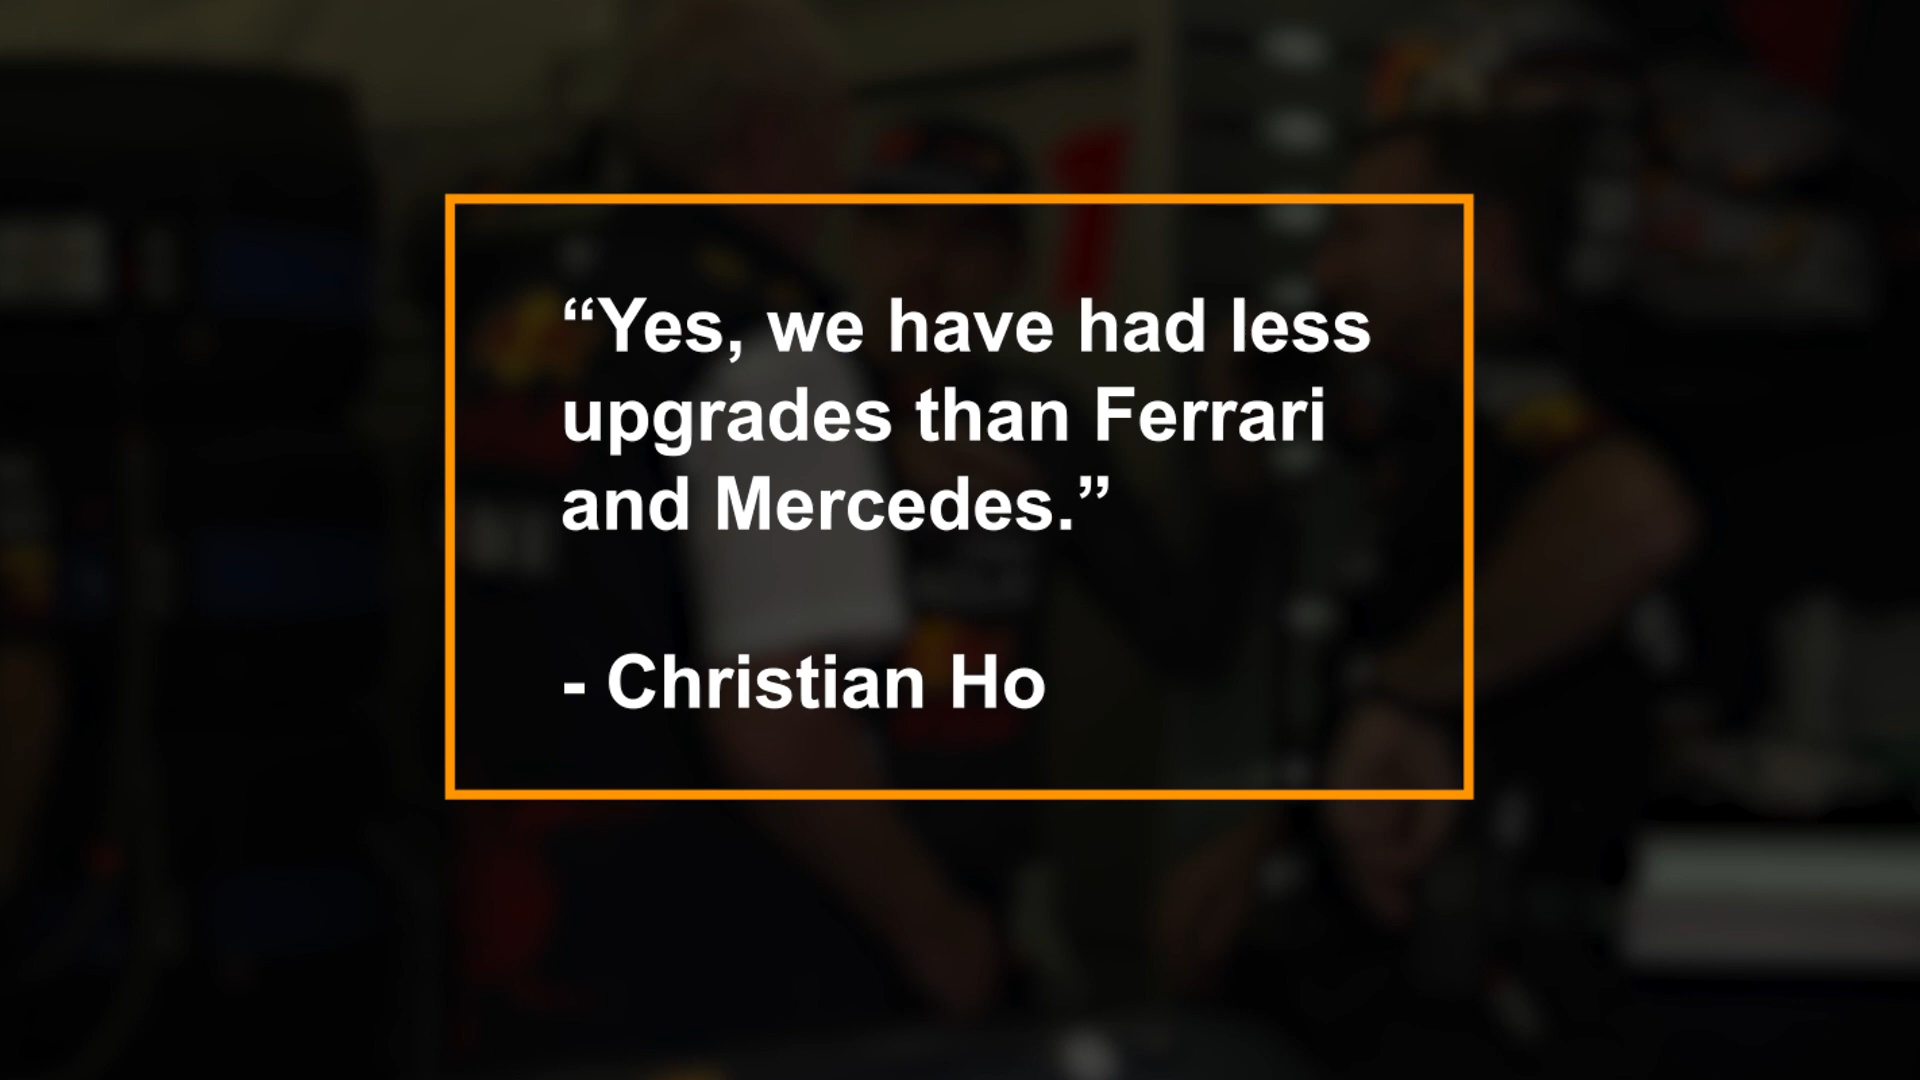 “Yes, we have had less
upgrades than Ferrari
and Mercedes.”
- Christian Ho